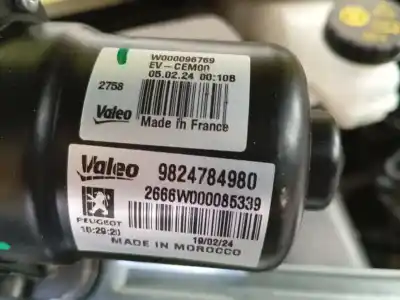 W000096769
EV-CEM00
05.02.24 00:10B
2758
Valeo
Made in France
Valeo 9824784980
2666W000085339
PEUGEOT
16:29:20 19/02/24
MADE IN MOROCCO